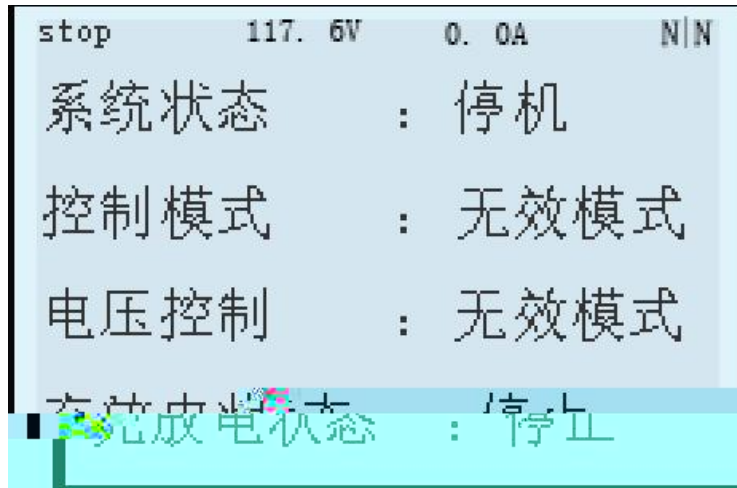 stop 117. 6V 0. 0A N|N
系统状态 : 停机
控制模式 : 无效模式
电压控制 : 无效模式
充放电状态 : 停止